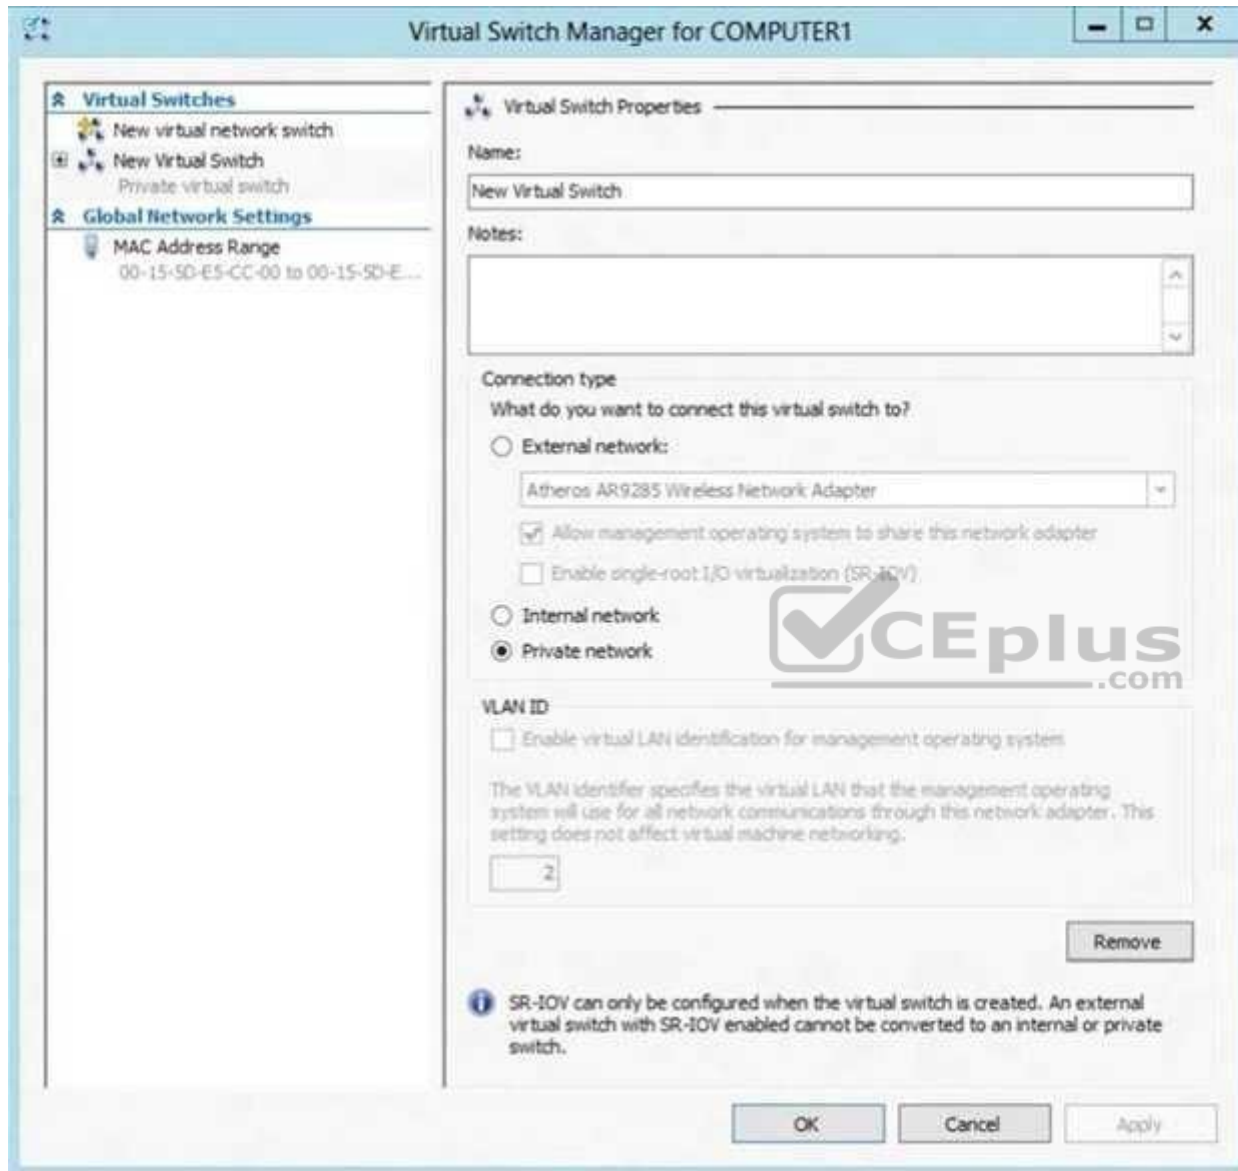 Virtual Switch Manager for COMPUTER1
Virtual Switches
New virtual network switch
New Virtual Switch
Private virtual switch
Global Network Settings
MAC Address Range
00-15-5D-E5-CC-00 to 00-15-5D-E...
Virtual Switch Properties
Name:
New Virtual Switch
Notes:
Connection type
What do you want to connect this virtual switch to?
External network:
Atheros AR9285 Wireless Network Adapter
Allow management operating system to share this network adapter
Enable single-root I/O virtualization (SR-IOV)
Internal network
Private network
VCEplus
.com
VLAN ID
Enable virtual LAN identification for management operating system
The VLAN identifier specifies the virtual LAN that the management operating
system will use for all network communications through this network adapter. This
setting does not affect virtual machine networking.
2
Remove
SR-IOV can only be configured when the virtual switch is created. An external
virtual switch with SR-IOV enabled cannot be converted to an internal or private
switch.
OK
Cancel
Apply